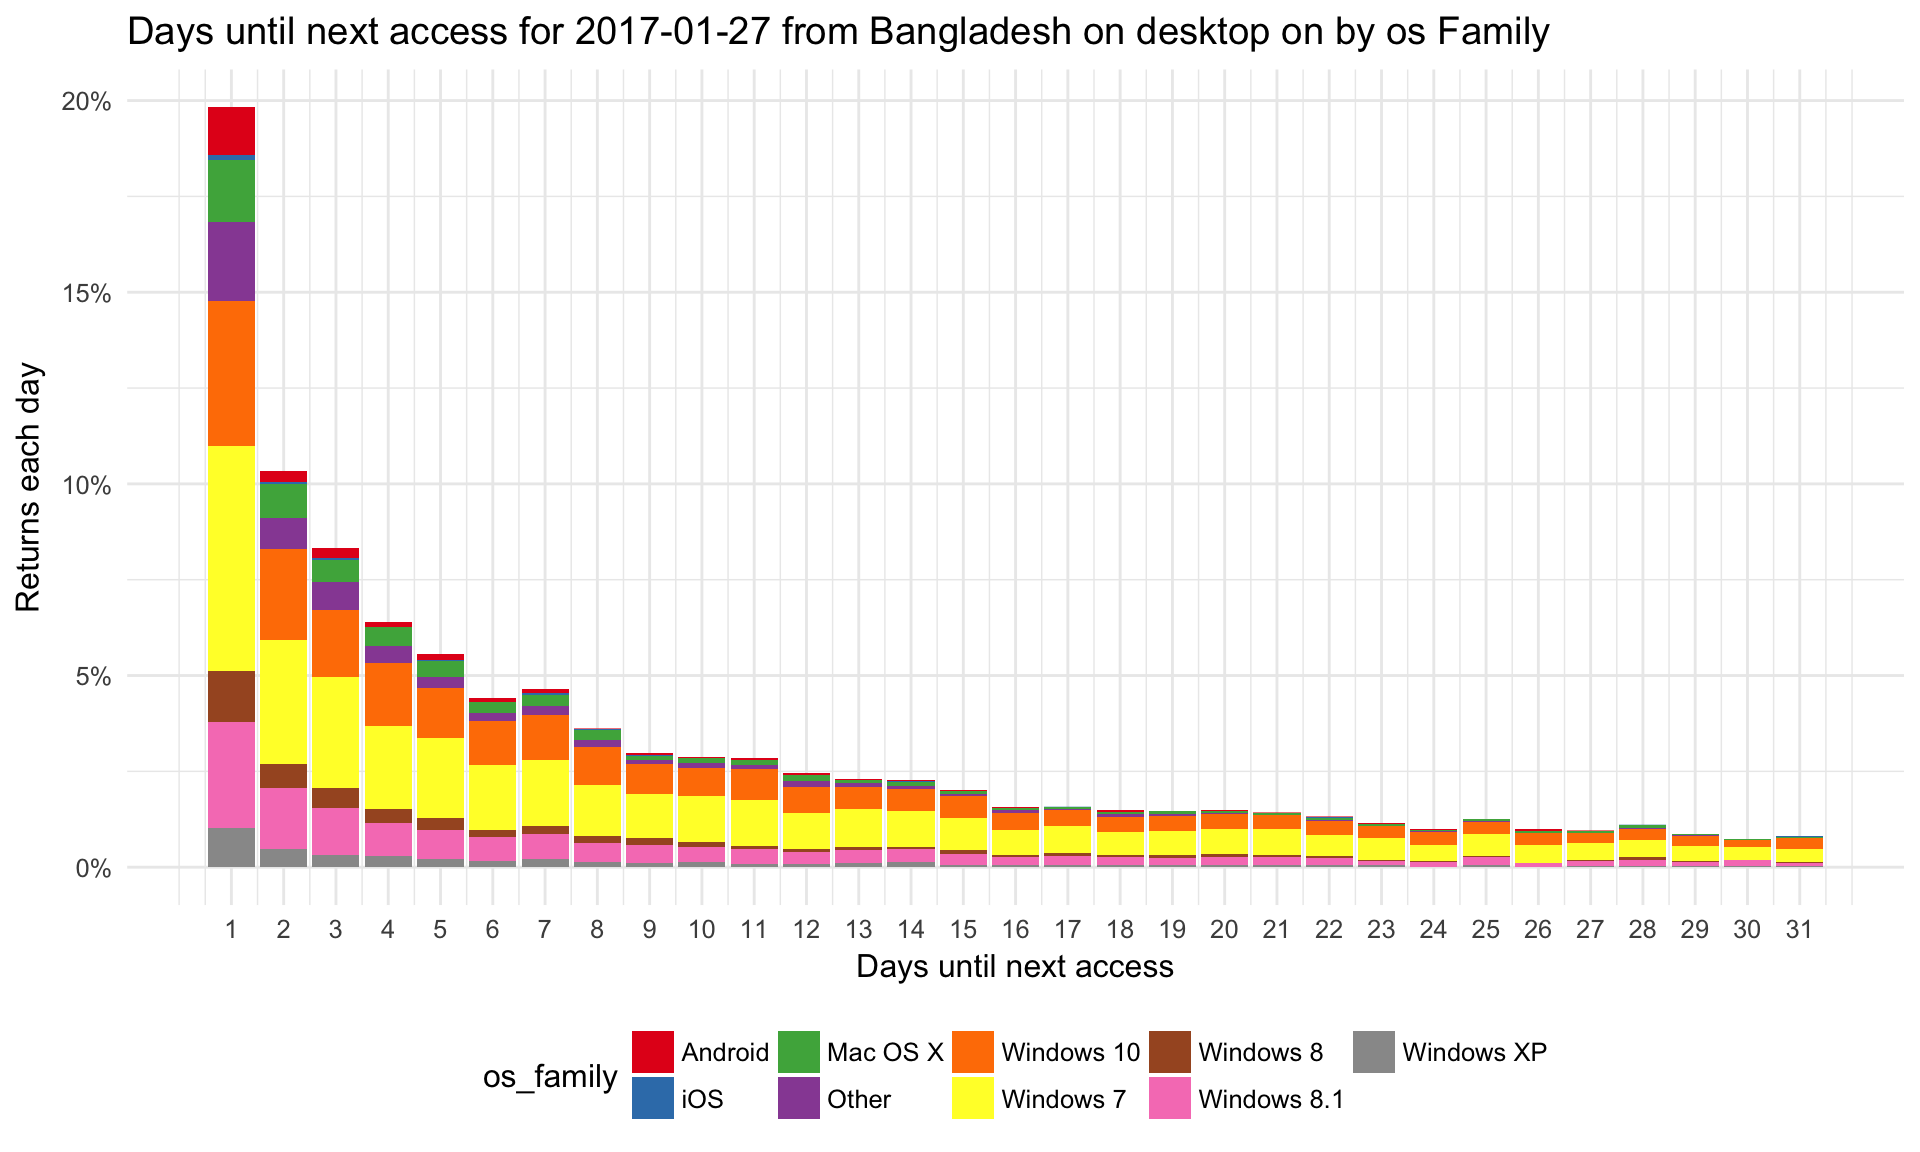 Days until next access for 2017-01-27 from Bangladesh on desktop on by os Family
Returns each day
20%
15%
10%
5%
0%
1 2 3 4 5 6 7 8 9 10 11 12 13 14 15 16 17 18 19 20 21 22 23 24 25 26 27 28 29 30 31
Days until next access
os_family
Android Mac OS X Windows 10 Windows 8 Windows XP
iOS Other Windows 7 Windows 8.1